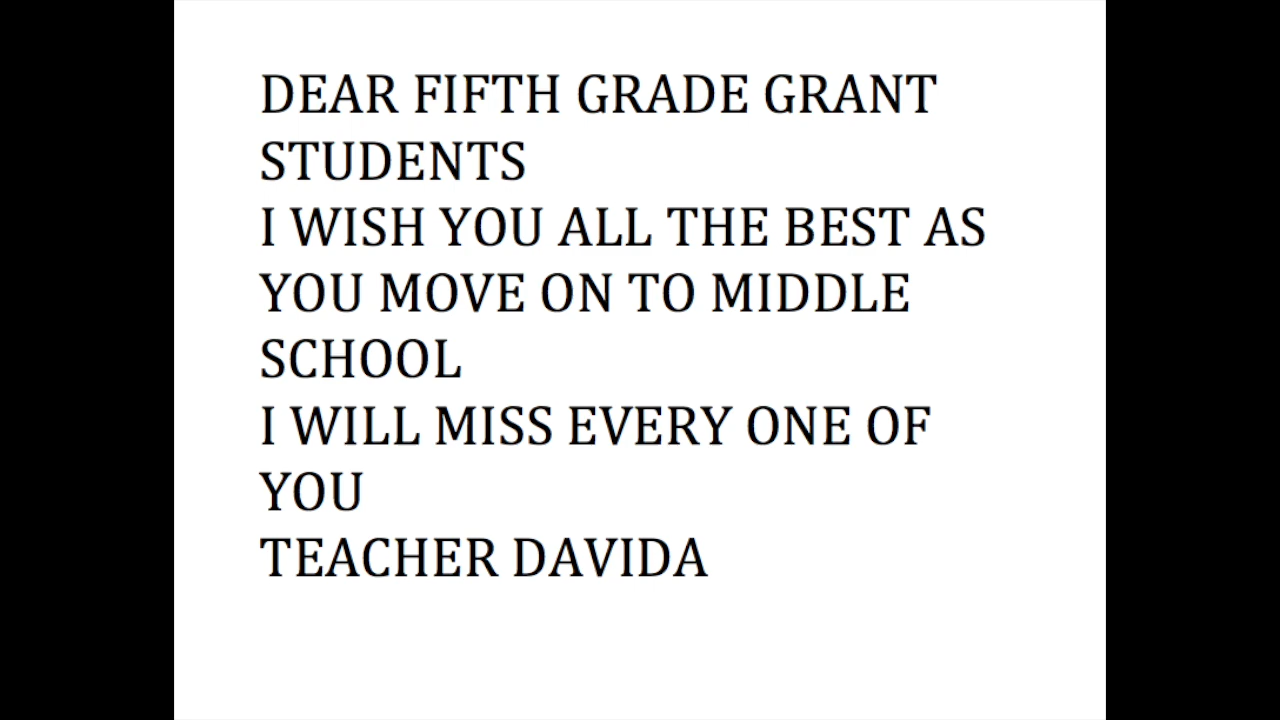 DEAR FIFTH GRADE GRANT
STUDENTS
I WISH YOU ALL THE BEST AS
YOU MOVE ON TO MIDDLE
SCHOOL
I WILL MISS EVERY ONE OF
YOU
TEACHER DAVIDA